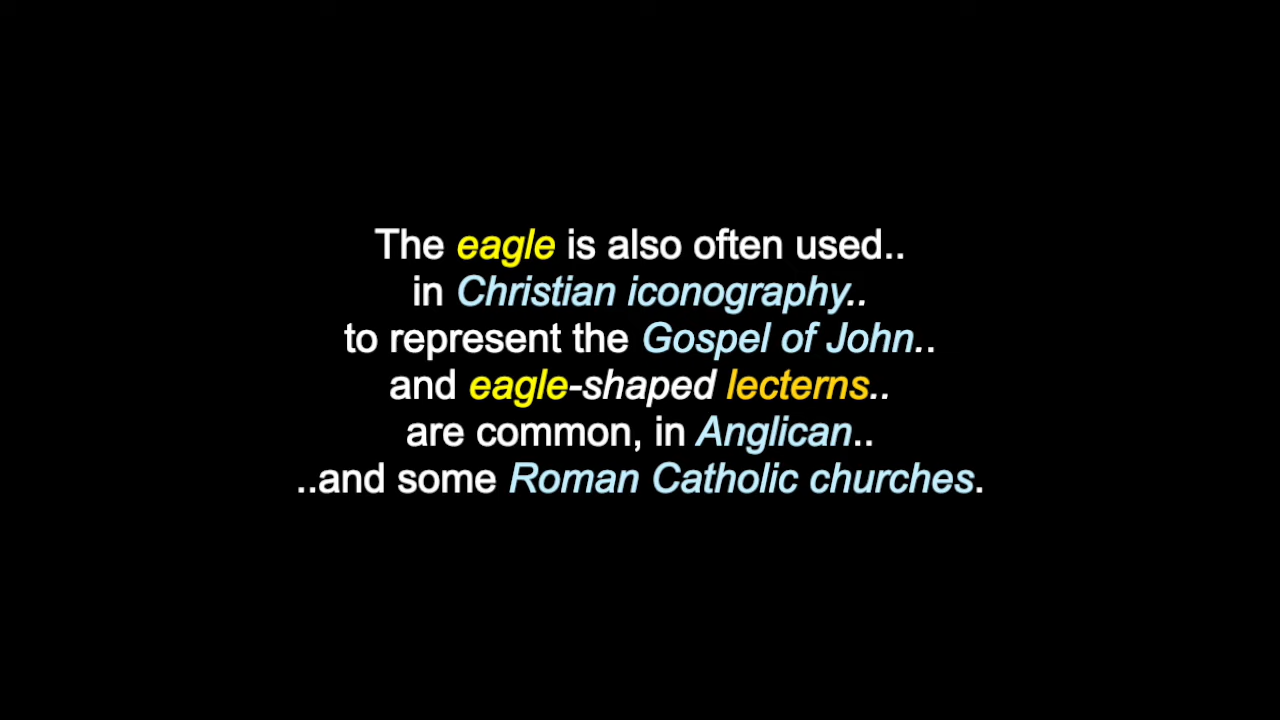 The eagle is also often used..
in Christian iconography..
to represent the Gospel of John..
and eagle-shaped lecterns..
are common, in Anglican..
..and some Roman Catholic churches.